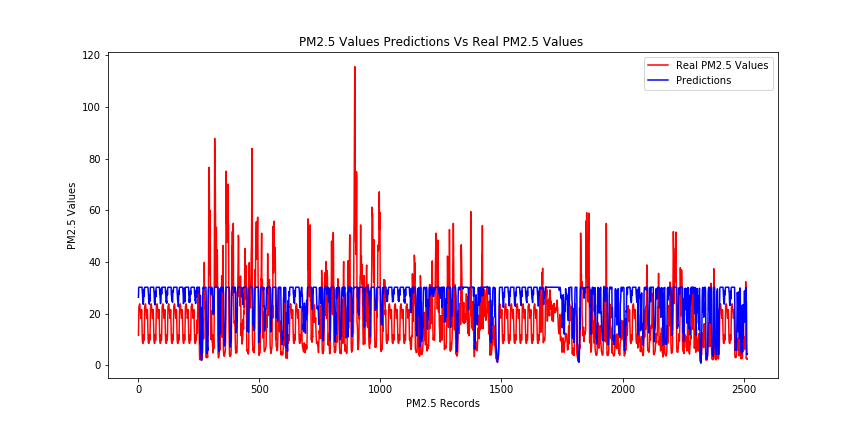 PM2.5 Values Predictions Vs Real PM2.5 Values
120
100
80
60
40
20
0
PM2.5 Values
Real PM2.5 Values
Predictions
0
500
1000
1500
2000
2500
PM2.5 Records